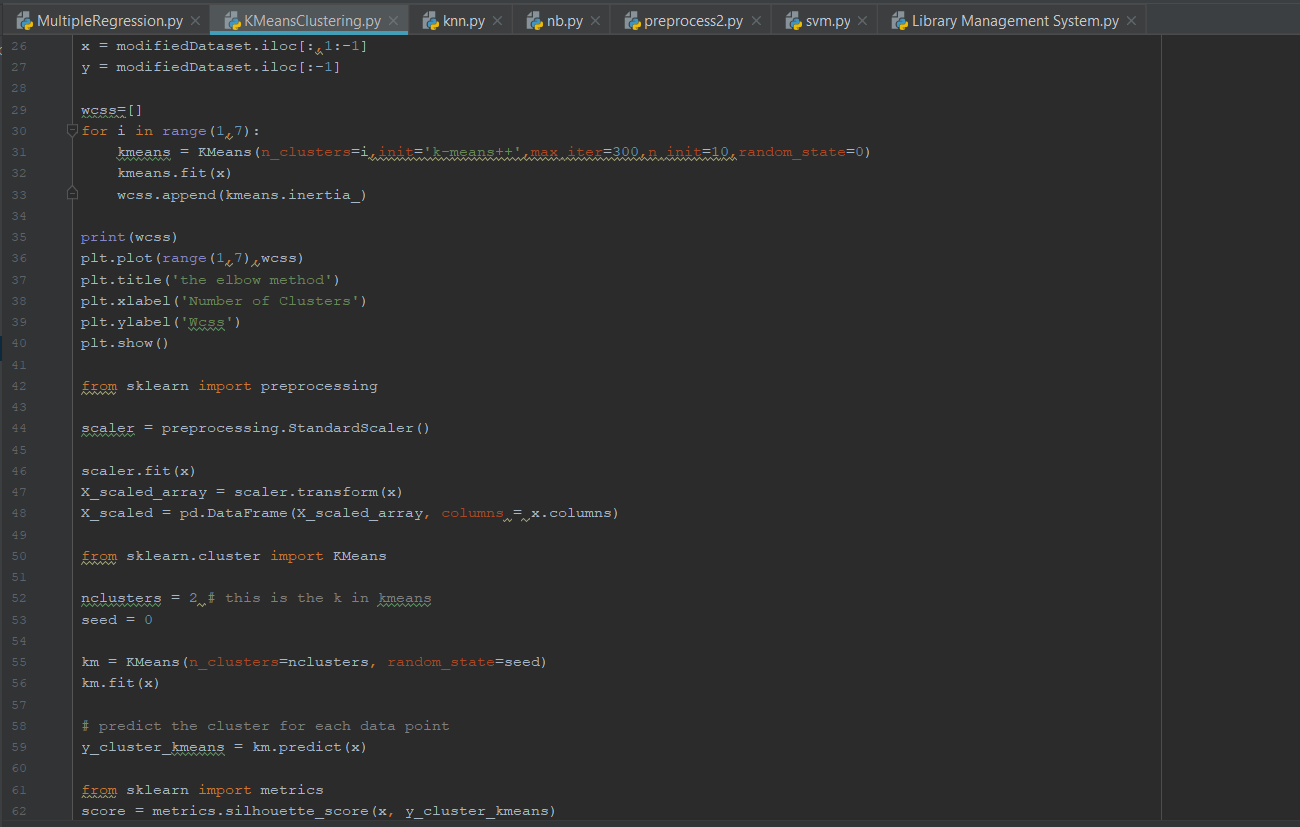 MultipleRegression.py KMeansClustering.py knn.py nb.py preprocess2.py svm.py Library Management System.py
26 x = modifiedDataset.iloc[:,1:-1]
27 y = modifiedDataset.iloc[:-1]
28
29 wcss=[]
30 for i in range(1,7):
31     kmeans = KMeans(n_clusters=i,init='k-means++',max_iter=300,n_init=10,random_state=0)
32     kmeans.fit(x)
33     wcss.append(kmeans.inertia_)
34
35 print(wcss)
36 plt.plot(range(1,7),wcss)
37 plt.title('the elbow method')
38 plt.xlabel('Number of Clusters')
39 plt.ylabel('Wcss')
40 plt.show()
41
42 from sklearn import preprocessing
43
44 scaler = preprocessing.StandardScaler()
45
46 scaler.fit(x)
47 X_scaled_array = scaler.transform(x)
48 X_scaled = pd.DataFrame(X_scaled_array, columns = x.columns)
49
50 from sklearn.cluster import KMeans
51
52 nclusters = 2 # this is the k in kmeans
53 seed = 0
54
55 km = KMeans(n_clusters=nclusters, random_state=seed)
56 km.fit(x)
57
58 # predict the cluster for each data point
59 y_cluster_kmeans = km.predict(x)
60
61 from sklearn import metrics
62 score = metrics.silhouette_score(x, y_cluster_kmeans)